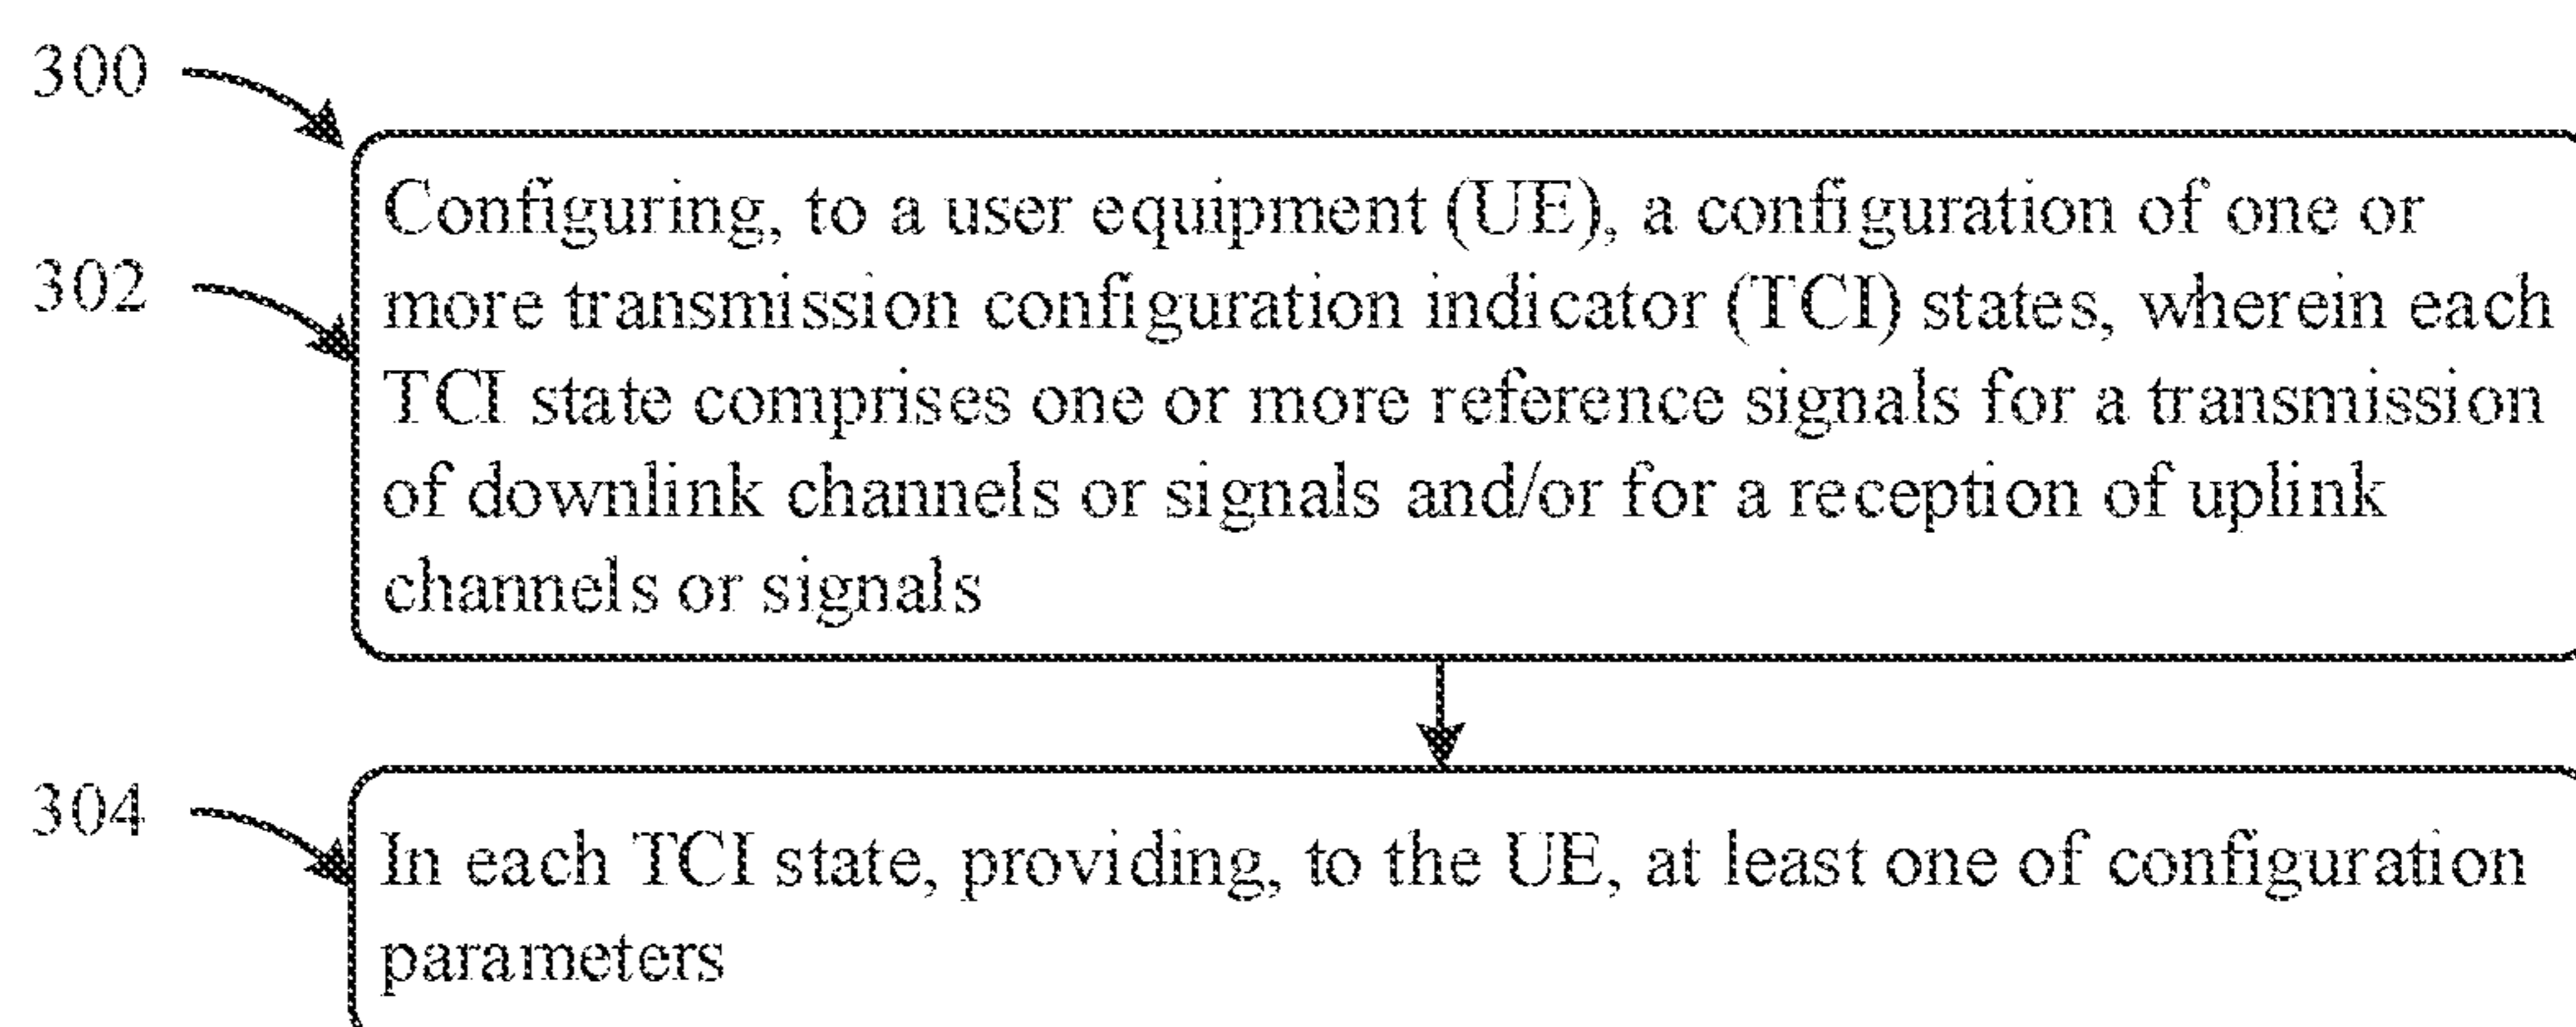 300
Configuring, to a user equipment (UE), a configuration of one or
302
more transmission configuration indicator (TCI) states, wherein each
TCI state comprises one or more reference signals for a transmission
of downlink channels or signals and/or for a reception of uplink
channels or signals
304
In each TCI state, providing, to the UE, at least one of configuration
parameters